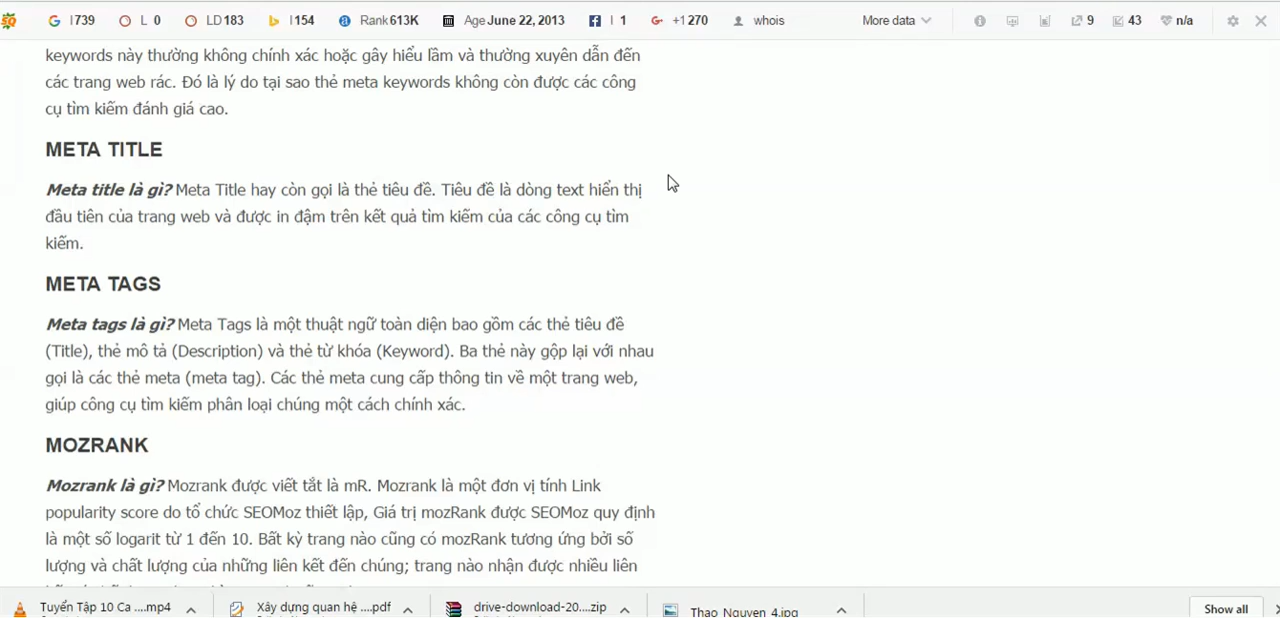 I 739 L 0 LD 183 I 154 Rank 613K Age June 22, 2013 I 1 +1 270 whois More data 9 43 n/a
keywords này thường không chính xác hoặc gây hiểu lầm và thường xuyên dẫn đến
các trang web rác. Đó là lý do tại sao thẻ meta keywords không còn được các công
cụ tìm kiếm đánh giá cao.
META TITLE
Meta title là gì? Meta Title hay còn gọi là thẻ tiêu đề. Tiêu đề là dòng text hiển thị
đầu tiên của trang web và được in đậm trên kết quả tìm kiếm của các công cụ tìm
kiếm.
META TAGS
Meta tags là gì? Meta Tags là một thuật ngữ toàn diện bao gồm các thẻ tiêu đề
(Title), thẻ mô tả (Description) và thẻ từ khóa (Keyword). Ba thẻ này gộp lại với nhau
gọi là các thẻ meta (meta tag). Các thẻ meta cung cấp thông tin về một trang web,
giúp công cụ tìm kiếm phân loại chúng một cách chính xác.
MOZRANK
Mozrank là gì? Mozrank được viết tắt là mR. Mozrank là một đơn vị tính Link
popularity score do tổ chức SEOMoz thiết lập, Giá trị mozRank được SEOMoz quy định
là một số logarit từ 1 đến 10. Bất kỳ trang nào cũng có mozRank tương ứng bởi số
lượng và chất lượng của những liên kết đến chúng; trang nào nhận được nhiều liên
Tuyển Tập 10 Ca ....mp4 Xây dựng quan hệ ....pdf drive-download-20....zip Thao_Nguyen_4.jpg Show all